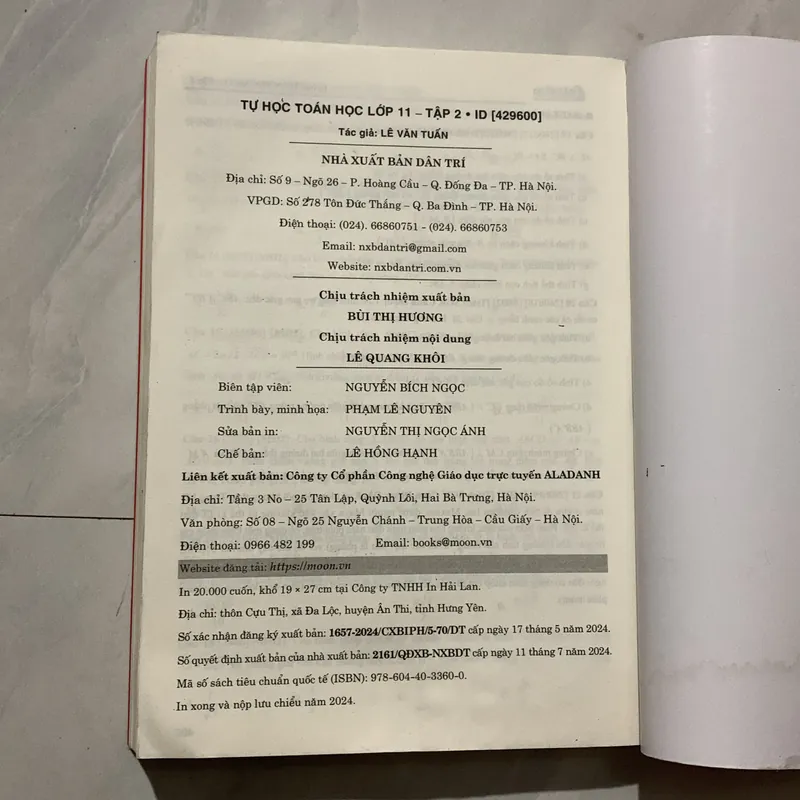 TỰ HỌC TOÁN HỌC LỚP 11 – TẬP 2 • ID [429600]
Tác giả: LÊ VĂN TUẤN
NHÀ XUẤT BẢN DÂN TRÍ
Địa chỉ: Số 9 – Ngõ 26 – P. Hoàng Cầu – Q. Đống Đa – TP. Hà Nội.
VPGD: Số 278 Tôn Đức Thắng – Q. Ba Đình – TP. Hà Nội.
Điện thoại: (024). 66860751 - (024). 66860753
Email: nxbdantri@gmail.com
Website: nxbdantri.com.vn
Chịu trách nhiệm xuất bản
BÙI THỊ HƯƠNG
Chịu trách nhiệm nội dung
LÊ QUANG KHÔI
Biên tập viên: NGUYỄN BÍCH NGỌC
Trình bày, minh họa: PHẠM LÊ NGUYÊN
Sửa bản in: NGUYỄN THỊ NGỌC ÁNH
Chế bản: LÊ HỒNG HẠNH
Liên kết xuất bản: Công ty Cổ phần Công nghệ Giáo dục trực tuyến ALADANH
Địa chỉ: Tầng 3 No – 25 Tân Lập, Quỳnh Lôi, Hai Bà Trưng, Hà Nội.
Văn phòng: Số 08 – Ngõ 25 Nguyễn Chánh – Trung Hòa – Cầu Giấy – Hà Nội.
Điện thoại: 0966 482 199 Email: books@moon.vn
Website đăng tải: https://moon.vn
In 20.000 cuốn, khổ 19 × 27 cm tại Công ty TNHH In Hải Lan.
Địa chỉ: thôn Cựu Thị, xã Đa Lộc, huyện Ân Thi, tỉnh Hưng Yên.
Số xác nhận đăng ký xuất bản: 1657-2024/CXBIPH/5-70/DT cấp ngày 17 tháng 5 năm 2024.
Số quyết định xuất bản của nhà xuất bản: 2161/QĐXB-NXBDT cấp ngày 11 tháng 7 năm 2024.
Mã số sách tiêu chuẩn quốc tế (ISBN): 978-604-40-3360-0.
In xong và nộp lưu chiểu năm 2024.